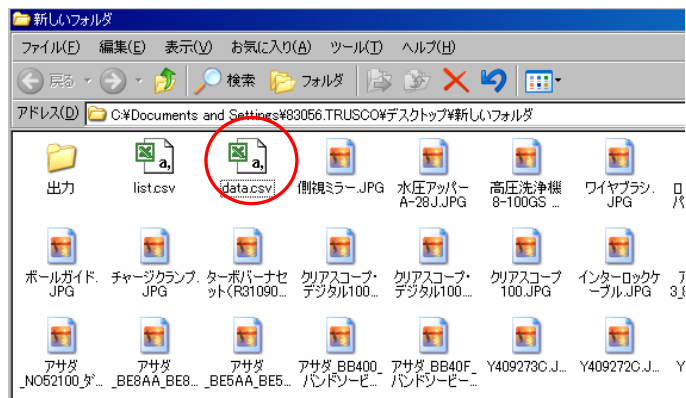 新しいフォルダ
ファイル(F) 編集(E) 表示(V) お気に入り(A) ツール(T) ヘルプ(H)
戻る 検索 フォルダ
アドレス(D) C:¥Documents and Settings¥83056.TRUSCO¥デスクトップ¥新しいフォルダ
a, a,
出力 list.csv data.csv 側視ミラー.JPG 水圧アッパー 高圧洗浄機 ワイヤブラシ.
A-28J.JPG 8-100GS ... JPG
ボールガイド. チャージクランプ. ターボバーナセ クリアスコープ・ クリアスコープ・ クリアスコープ インターロックケ
JPG JPG ット(R31090... デジタル100... デジタル100... 100.JPG ーブル.JPG
アサダ アサダ アサダ アサダ_BB400_ アサダ_BB40F_ Y409273C.J... Y409272C.J...
_NO52100_ダ... _BE8AA_BE8... _BE5AA_BE5... バンドソービ... バンドソービー...